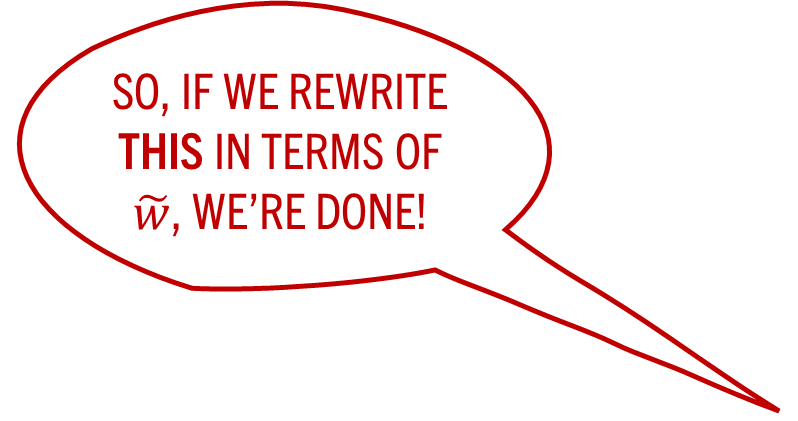 SO, IF WE REWRITE
THIS IN TERMS OF
w̃, WE’RE DONE!